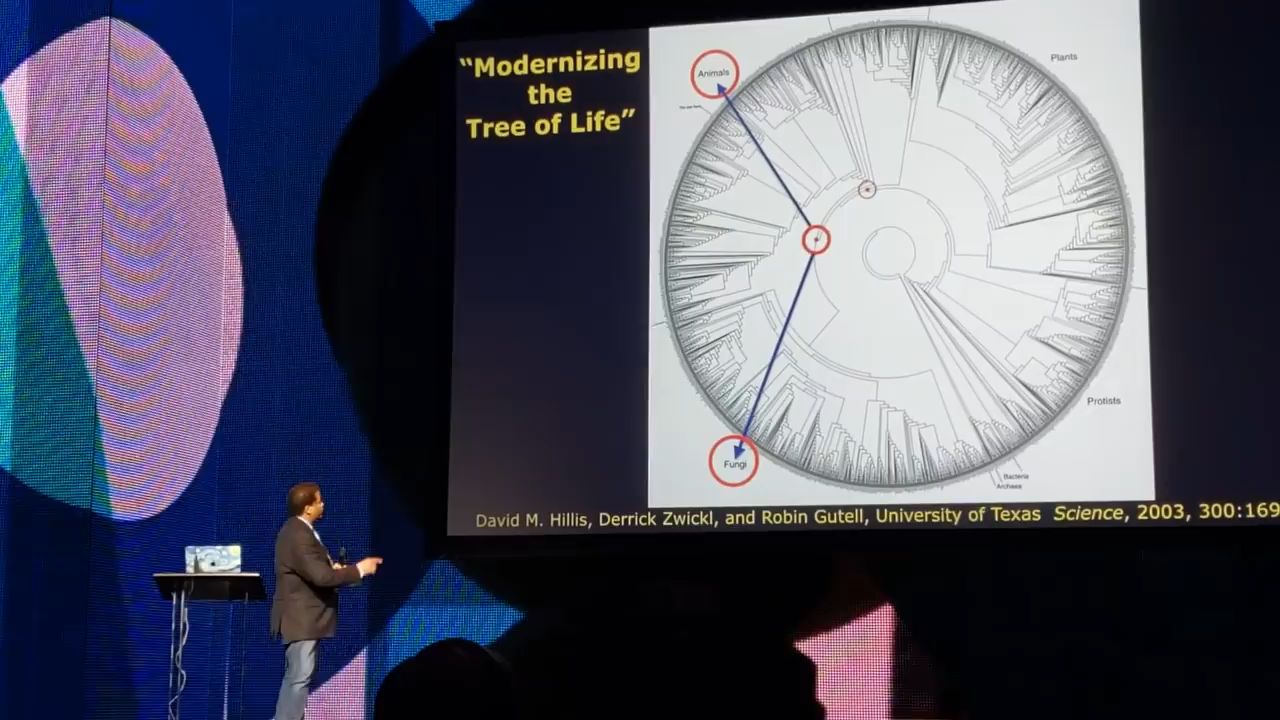 "Modernizing
the
Tree of Life"
Animals
Plants
Fungi
Protists
Bacteria
Archaea
David M. Hillis, Derrick Zwickl, and Robin Gutell, University of Texas Science, 2003, 300:169